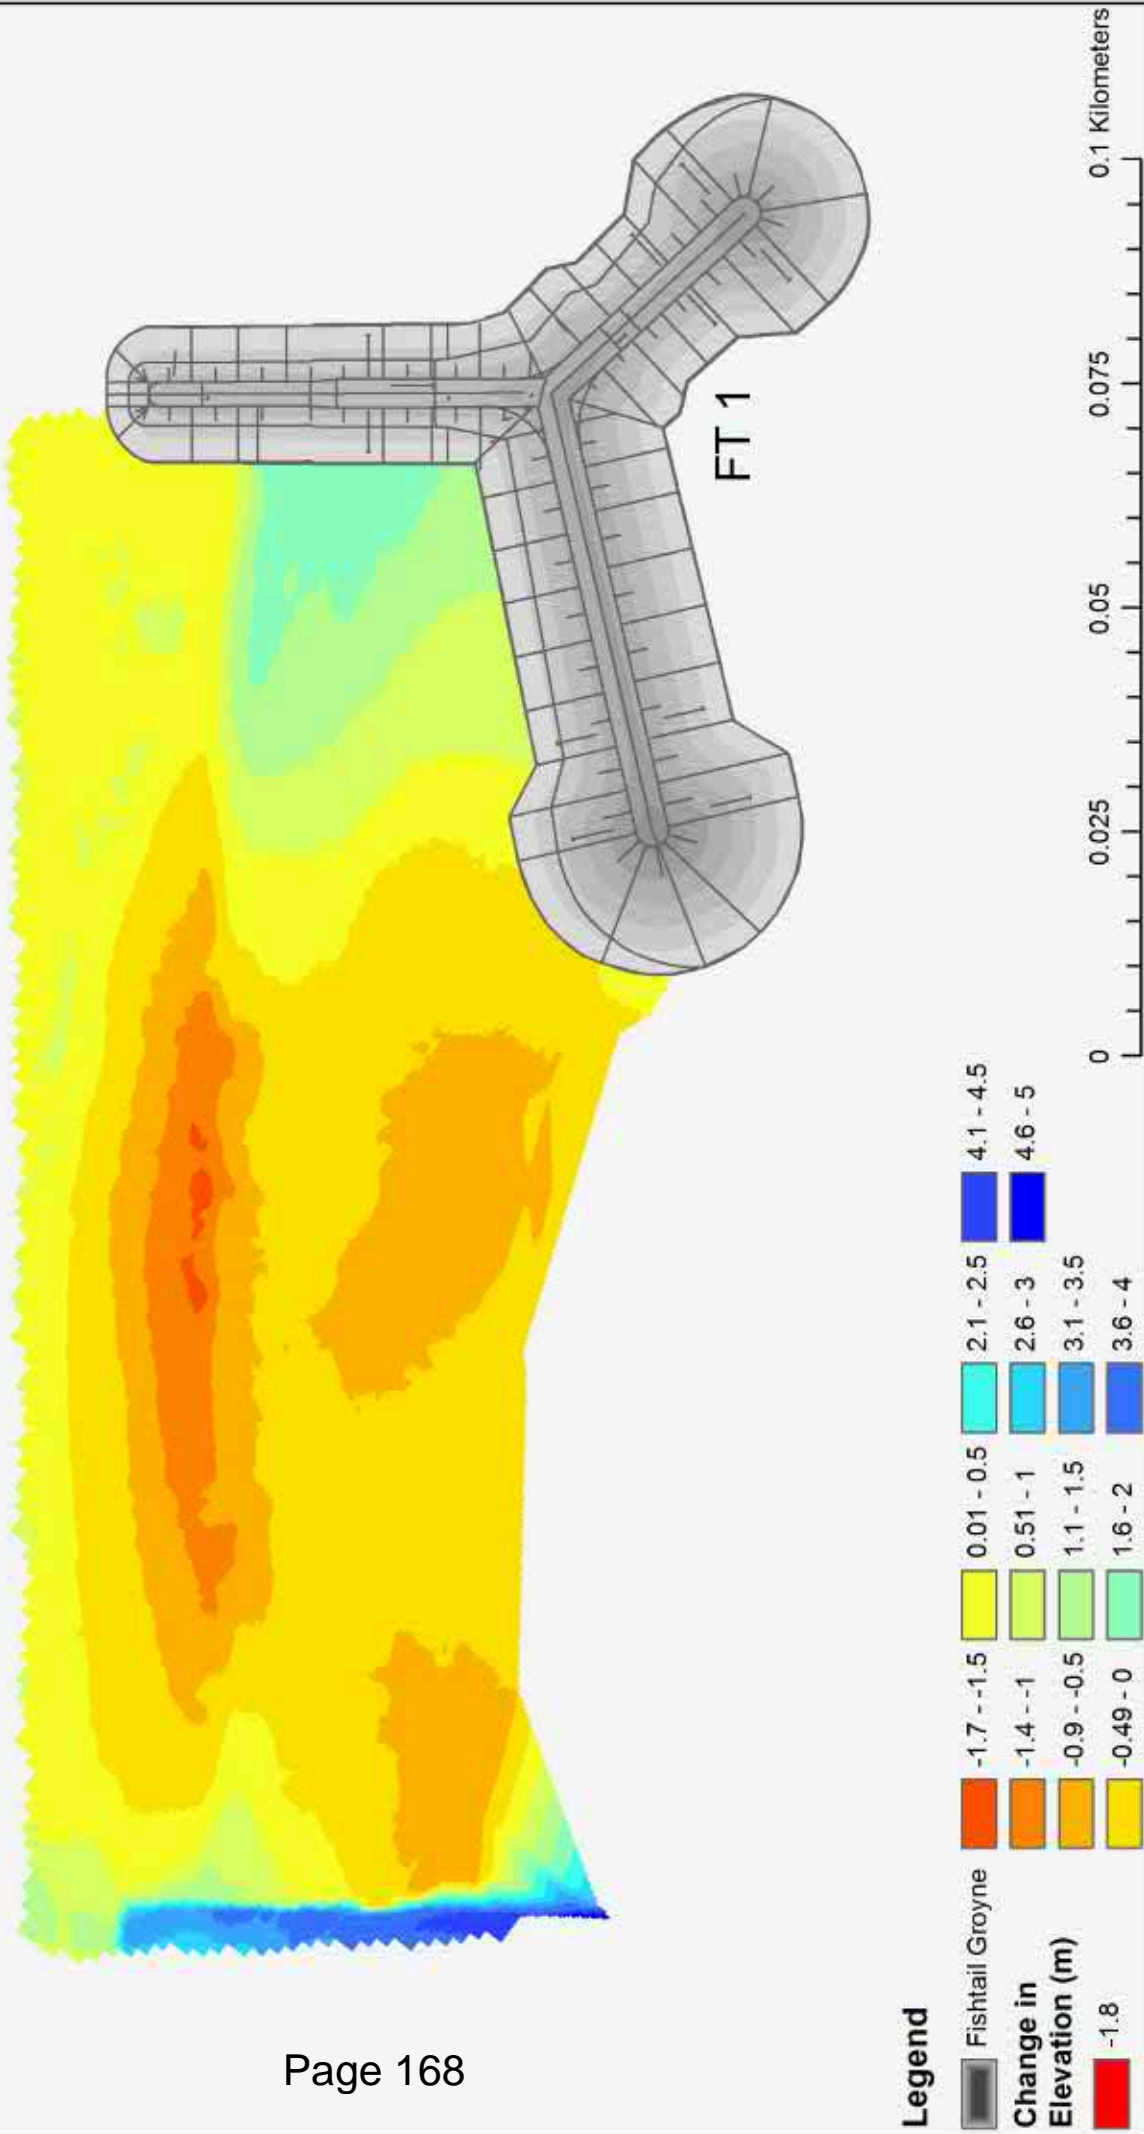 FT 1
0 0.025 0.05 0.075 0.1 Kilometers
Legend
Fishtail Groyne
Change in
Elevation (m)
-1.8
-1.7 - -1.5
-1.4 - -1
-0.9 - -0.5
-0.49 - 0
0.01 - 0.5
0.51 - 1
1.1 - 1.5
1.6 - 2
2.1 - 2.5
2.6 - 3
3.1 - 3.5
3.6 - 4
4.1 - 4.5
4.6 - 5
Page 168